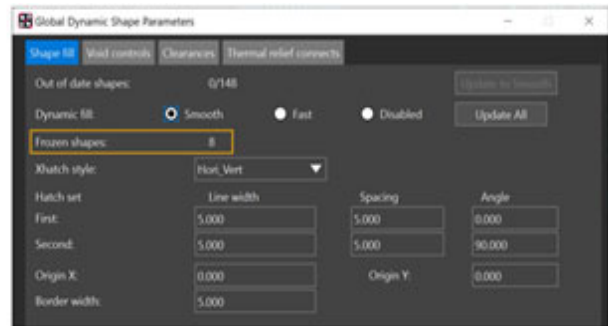 Global Dynamic Shape Parameters
Shape fill Void controls Clearances Thermal relief connects
Out of date shapes: 0/148 Update to Smooth
Dynamic fill: Smooth Fast Disabled Update All
Frozen shapes: 8
Xhatch style: Hori_Vert
Hatch set Line width Spacing Angle
First: 5.000 5.000 0.000
Second: 5.000 5.000 90.000
Origin X: 0.000 Origin Y: 0.000
Border width: 5.000